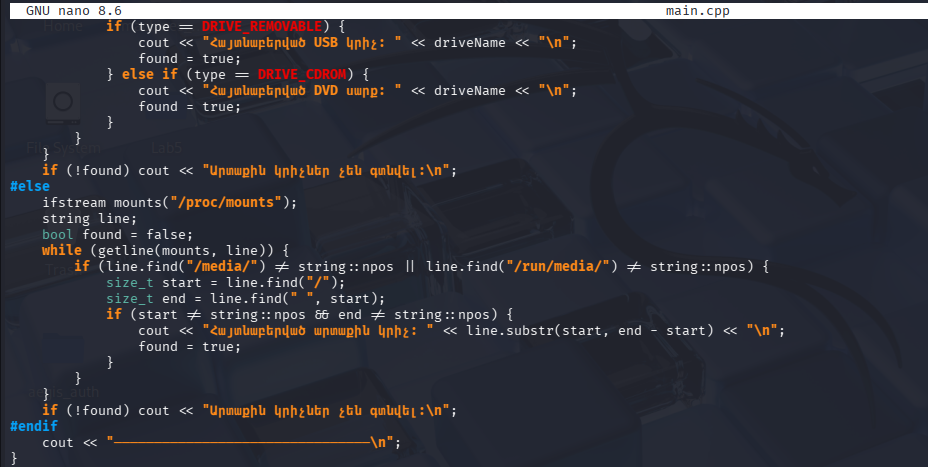 GNU nano 8.6 main.cpp
if (type == DRIVE_REMOVABLE) {
cout << "Հայտնաբերված USB կրիչ: " << driveName << "\n";
found = true;
} else if (type == DRIVE_CDROM) {
cout << "Հայտնաբերված DVD սարք: " << driveName << "\n";
found = true;
}
}
}
if (!found) cout << "Արտաքին կրիչներ չեն գտնվել:\n";
#else
ifstream mounts("/proc/mounts");
string line;
bool found = false;
while (getline(mounts, line)) {
if (line.find("/media/") != string::npos || line.find("/run/media/") != string::npos) {
size_t start = line.find("/");
size_t end = line.find(" ", start);
if (start != string::npos && end != string::npos) {
cout << "Հայտնաբերված արտաքին կրիչ: " << line.substr(start, end - start) << "\n";
found = true;
}
}
}
if (!found) cout << "Արտաքին կրիչներ չեն գտնվել:\n";
#endif
cout << "────────────────────────────────\n";
}